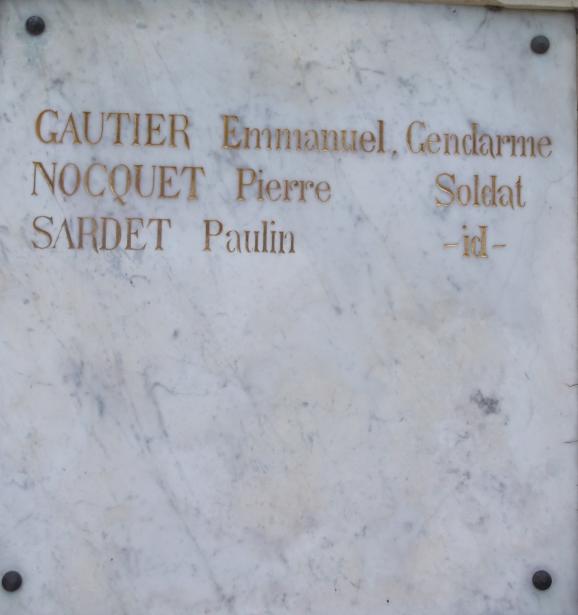 GAUTIER Emmanuel. Gendarme
NOCQUET Pierre Soldat
SARDET Paulin -id-